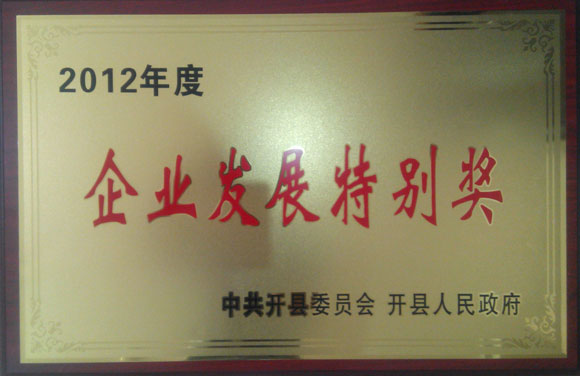 2012年度
企业发展特别奖
中共开县委员会 开县人民政府